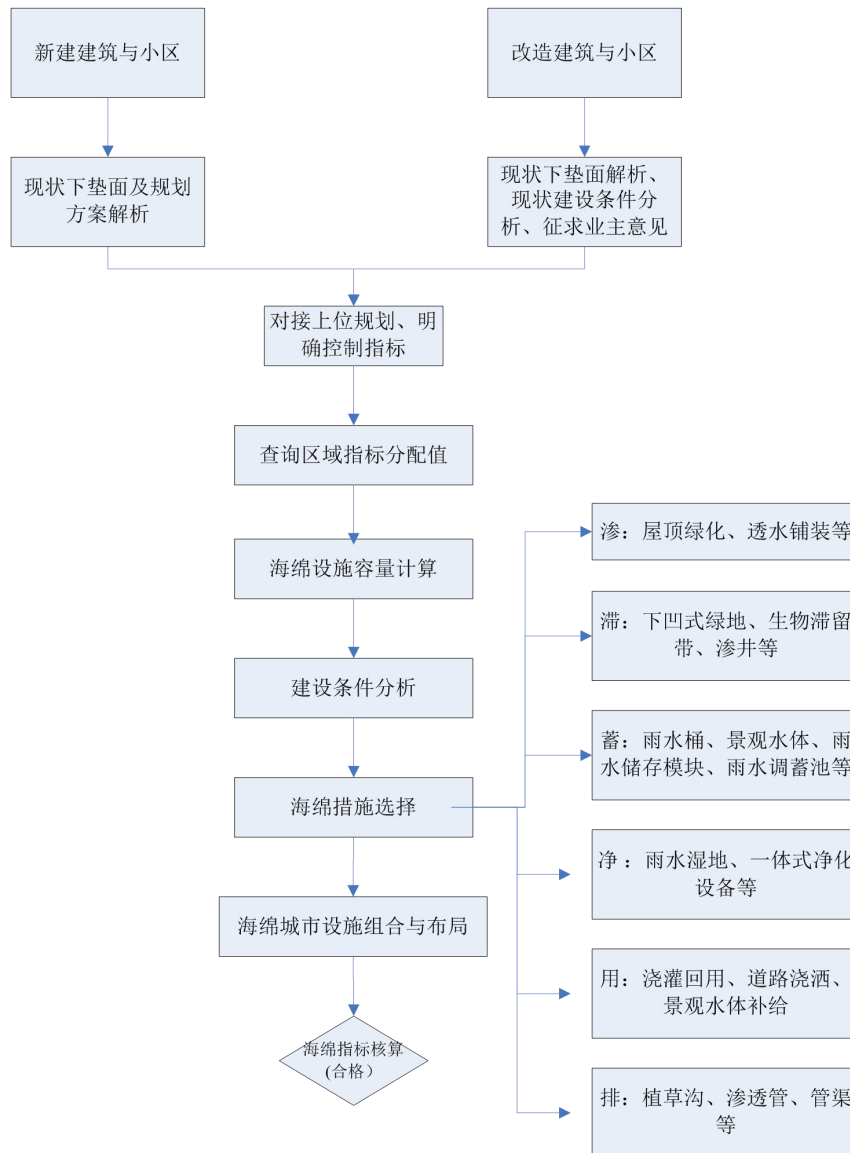 新建建筑与小区
改造建筑与小区
现状下垫面及规划
方案解析
现状下垫面解析、
现状建设条件分
析、征求业主意见
对接上位规划、明
确控制指标
查询区域指标分配值
海绵设施容量计算
建设条件分析
海绵措施选择
海绵城市设施组合与布局
海绵指标核算
(合格）
渗：屋顶绿化、透水铺装等
滞：下凹式绿地、生物滞留
带、渗井等
蓄：雨水桶、景观水体、雨
水储存模块、雨水调蓄池等
净：雨水湿地、一体式净化
设备等
用：浇灌回用、道路浇洒、
景观水体补给
排：植草沟、渗透管、管渠
等